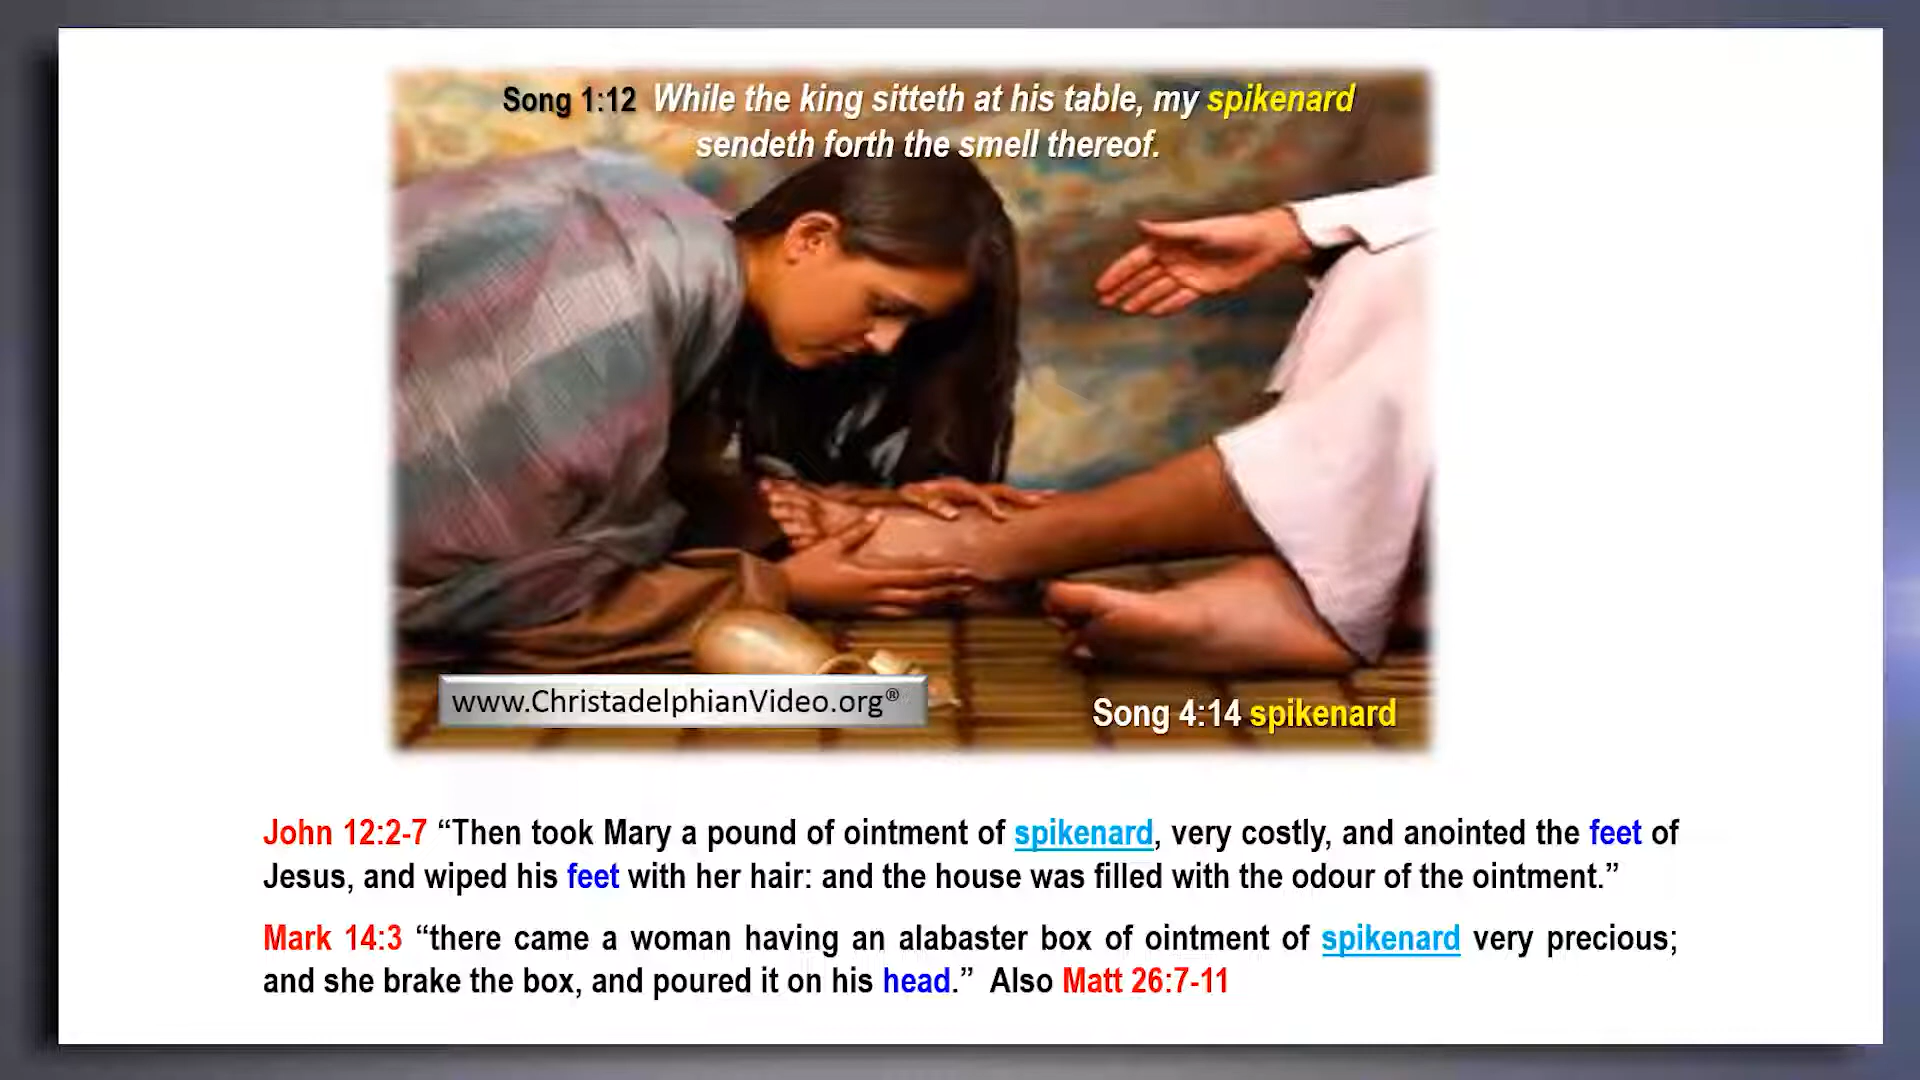 Song 1:12 While the king sitteth at his table, my spikenard
sendeth forth the smell thereof.
www.ChristadelphianVideo.org®
Song 4:14 spikenard
John 12:2-7 “Then took Mary a pound of ointment of spikenard, very costly, and anointed the feet of
Jesus, and wiped his feet with her hair: and the house was filled with the odour of the ointment.”
Mark 14:3 “there came a woman having an alabaster box of ointment of spikenard very precious;
and she brake the box, and poured it on his head.” Also Matt 26:7-11